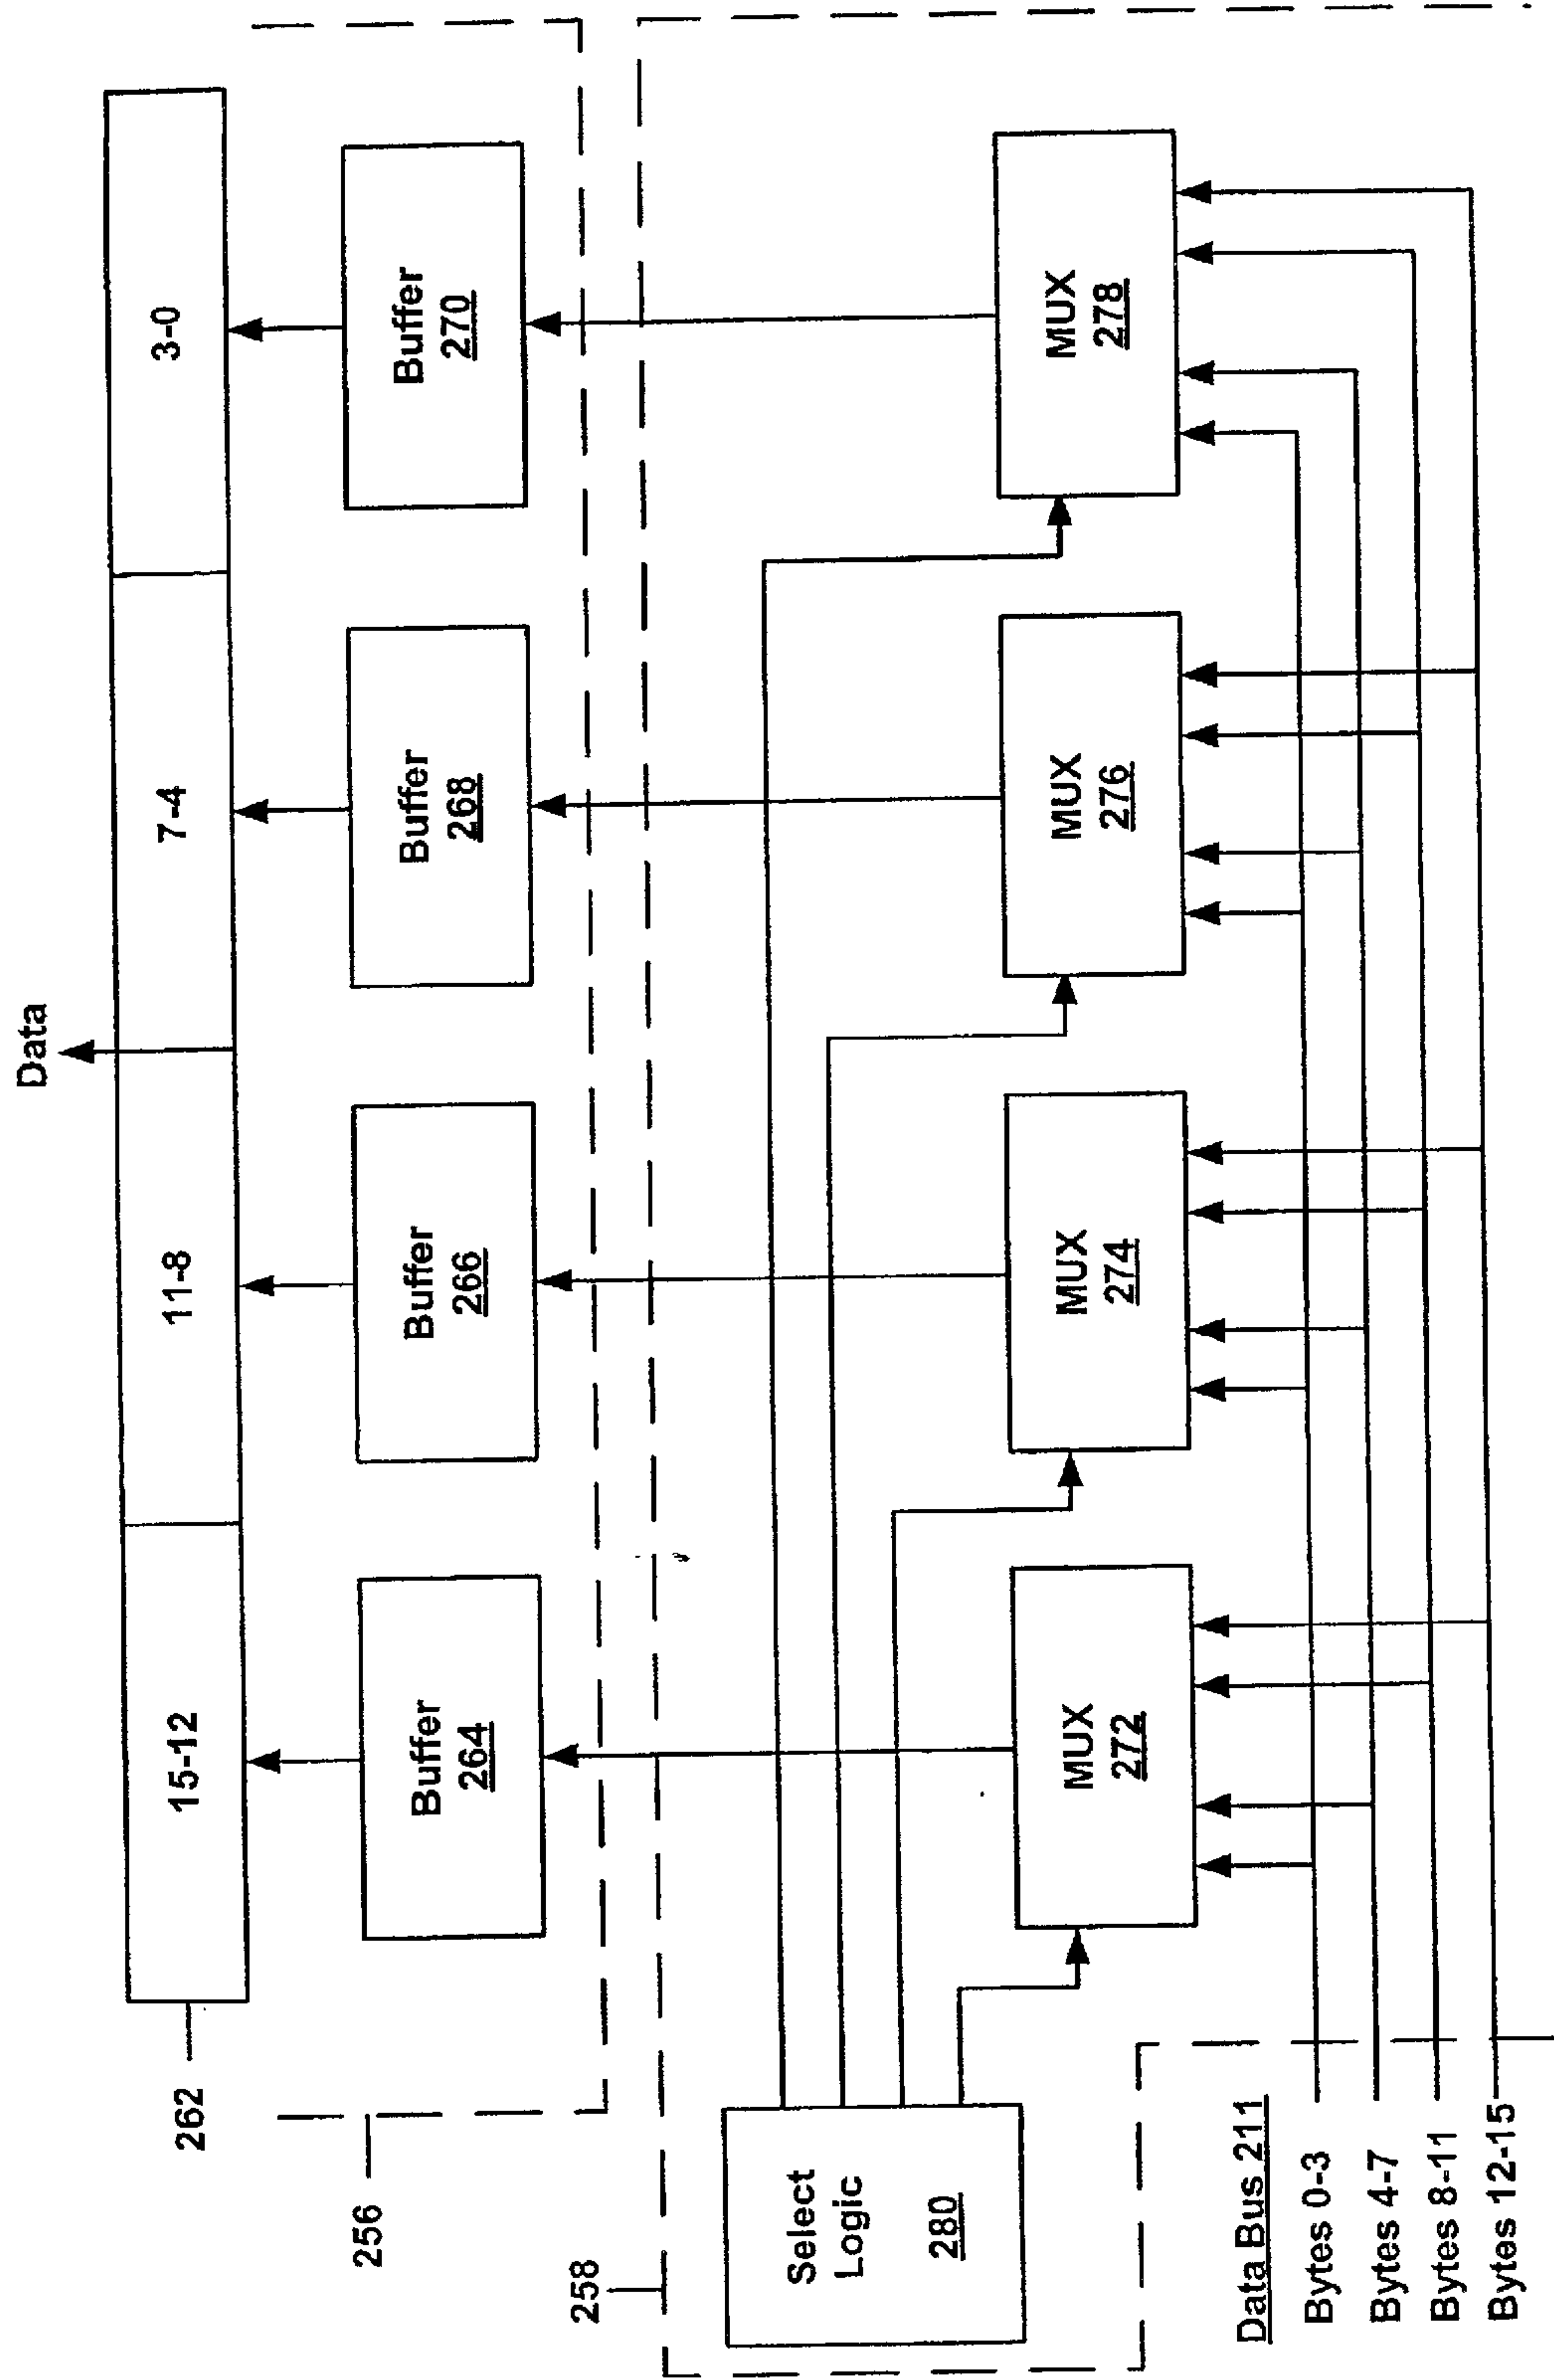 Data
262
15-12
11-8
7-4
3-0
256
Buffer
264
Buffer
266
Buffer
268
Buffer
270
258
Select
Logic
280
MUX
272
MUX
274
MUX
276
MUX
278
Data Bus 211
Bytes 0-3
Bytes 4-7
Bytes 8-11
Bytes 12-15